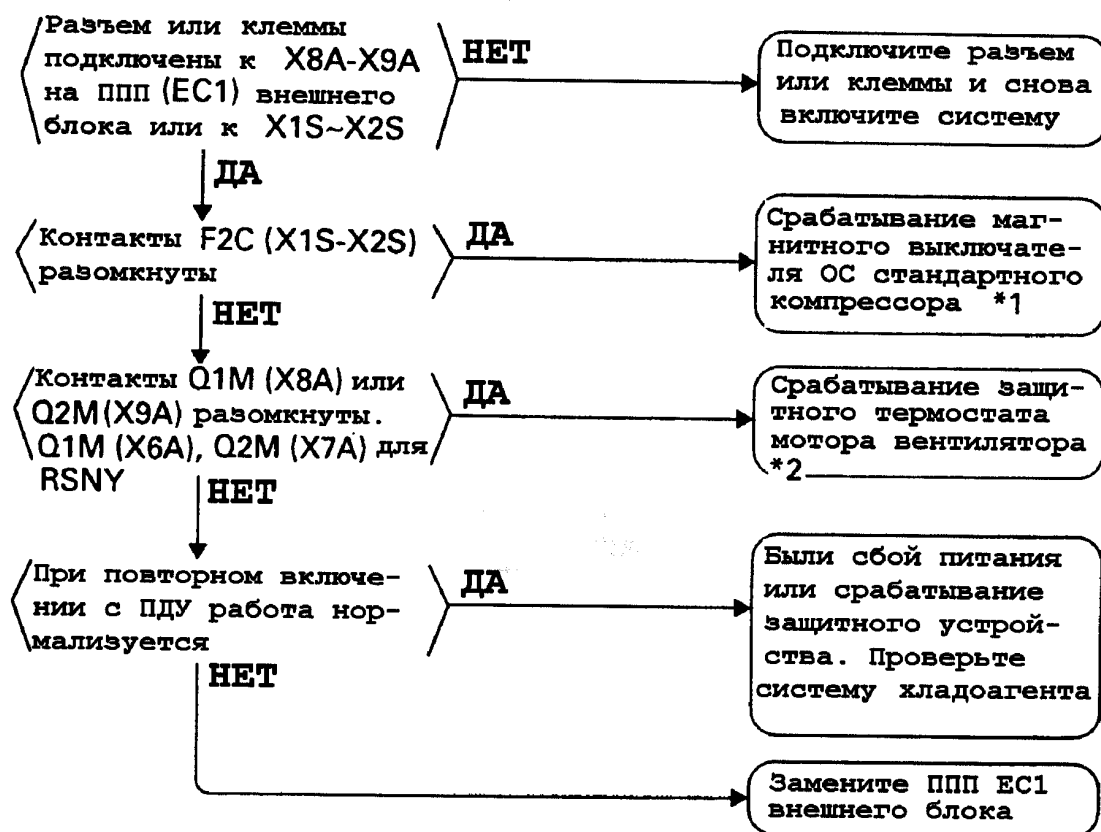 Разъем или клеммы
подключены к X8A-X9A
на ППП (EC1) внешнего
блока или к X1S~X2S
НЕТ
Подключите разъем
или клеммы и снова
включите систему
ДА
Контакты F2C (X1S-X2S)
разомкнуты
ДА
Срабатывание маг-
нитного выключате-
ля ОС стандартного
компрессора *1
НЕТ
Контакты Q1M (X8A) или
Q2M (X9A) разомкнуты.
Q1M (X6A), Q2M (X7A) для
RSNY
ДА
Срабатывание защи-
тного термостата
мотора вентилятора
*2
НЕТ
При повторном включе-
нии с ПДУ работа нор-
мализуется
ДА
Были сбой питания
или срабатывание
защитного устрой-
ства. Проверьте
систему хладоагента
НЕТ
Замените ППП EC1
внешнего блока